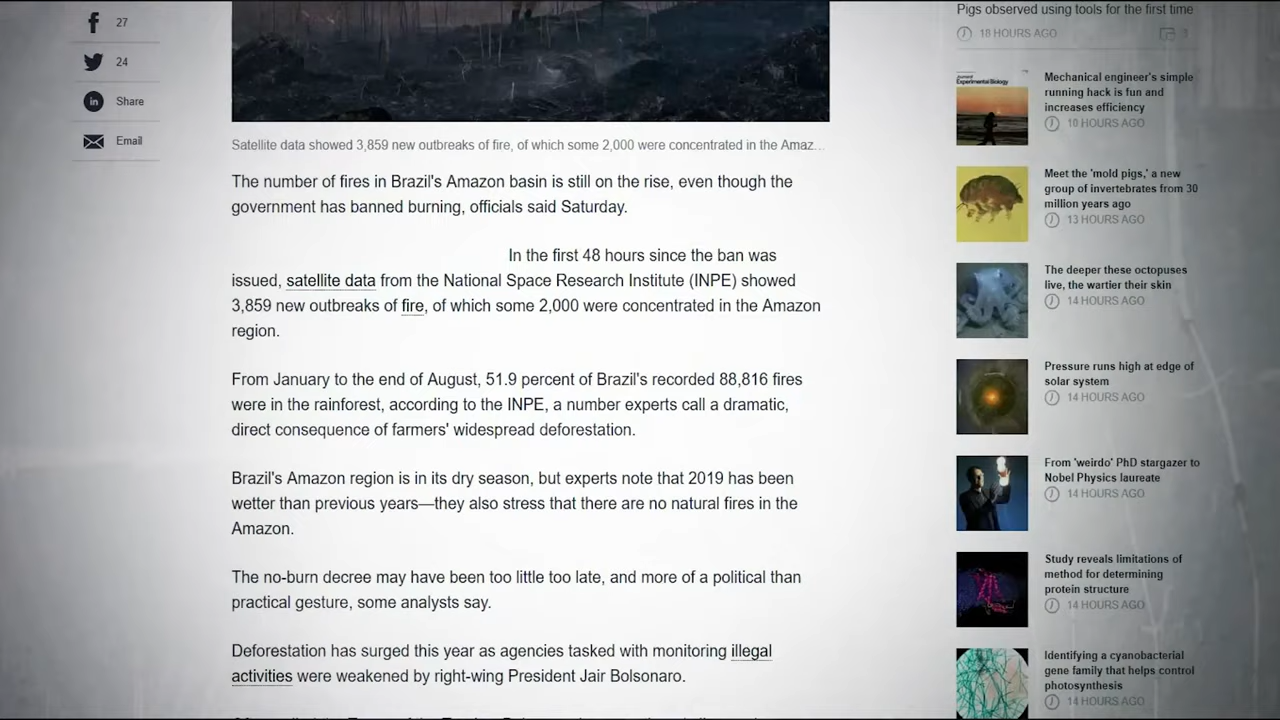 27
24
Share
Email
Satellite data showed 3,859 new outbreaks of fire, of which some 2,000 were concentrated in the Amaz...
The number of fires in Brazil's Amazon basin is still on the rise, even though the
government has banned burning, officials said Saturday.
In the first 48 hours since the ban was
issued, satellite data from the National Space Research Institute (INPE) showed
3,859 new outbreaks of fire, of which some 2,000 were concentrated in the Amazon
region.
From January to the end of August, 51.9 percent of Brazil's recorded 88,816 fires
were in the rainforest, according to the INPE, a number experts call a dramatic,
direct consequence of farmers' widespread deforestation.
Brazil's Amazon region is in its dry season, but experts note that 2019 has been
wetter than previous years—they also stress that there are no natural fires in the
Amazon.
The no-burn decree may have been too little too late, and more of a political than
practical gesture, some analysts say.
Deforestation has surged this year as agencies tasked with monitoring illegal
activities were weakened by right-wing President Jair Bolsonaro.
Pigs observed using tools for the first time
18 HOURS AGO
3
Experimental Biology
Mechanical engineer's simple
running hack is fun and
increases efficiency
10 HOURS AGO
Meet the 'mold pigs,' a new
group of invertebrates from 30
million years ago
13 HOURS AGO
The deeper these octopuses
live, the wartier their skin
14 HOURS AGO
Pressure runs high at edge of
solar system
14 HOURS AGO
From 'weirdo' PhD stargazer to
Nobel Physics laureate
14 HOURS AGO
Study reveals limitations of
method for determining
protein structure
14 HOURS AGO
Identifying a cyanobacterial
gene family that helps control
photosynthesis
14 HOURS AGO